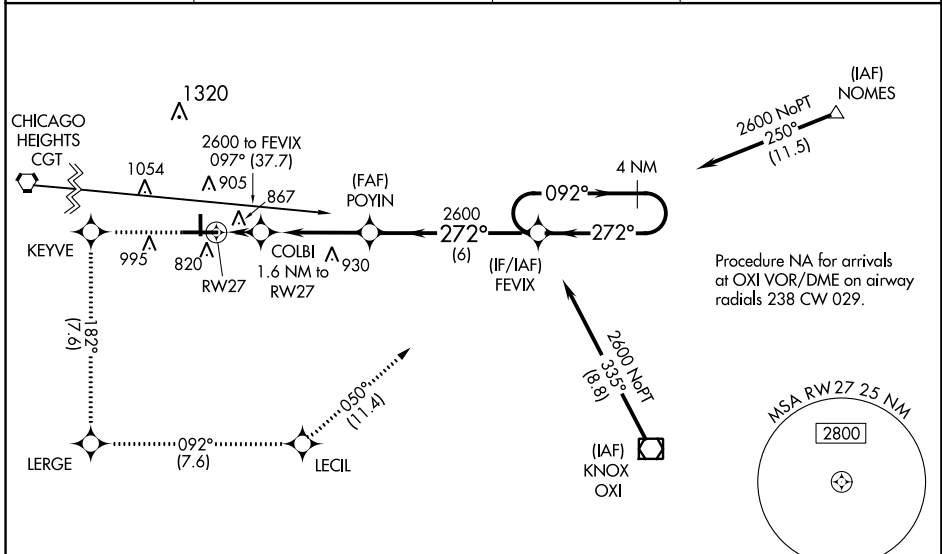 1320
CHICAGO
HEIGHTS
CGT
2600 to FEVIX
097° (37.7)
1054
905
867
(FAF)
POYIN
2600
272°
(6)
4 NM
092°
272°
(IF/IAF)
FEVIX
2600 NoPT
250°
(11.5)
(IAF)
NOMES
KEYVE
995
820
RW27
COLBI
1.6 NM to
RW27
930
Procedure NA for arrivals
at OXI VOR/DME on airway
radials 238 CW 029.
182°
(7.6)
2600 NoPT
335°
(8.8)
050°
(11.4)
LERGE
092°
(7.6)
LECIL
(IAF)
KNOX
OXI
MSA RW 27 25 NM
2800